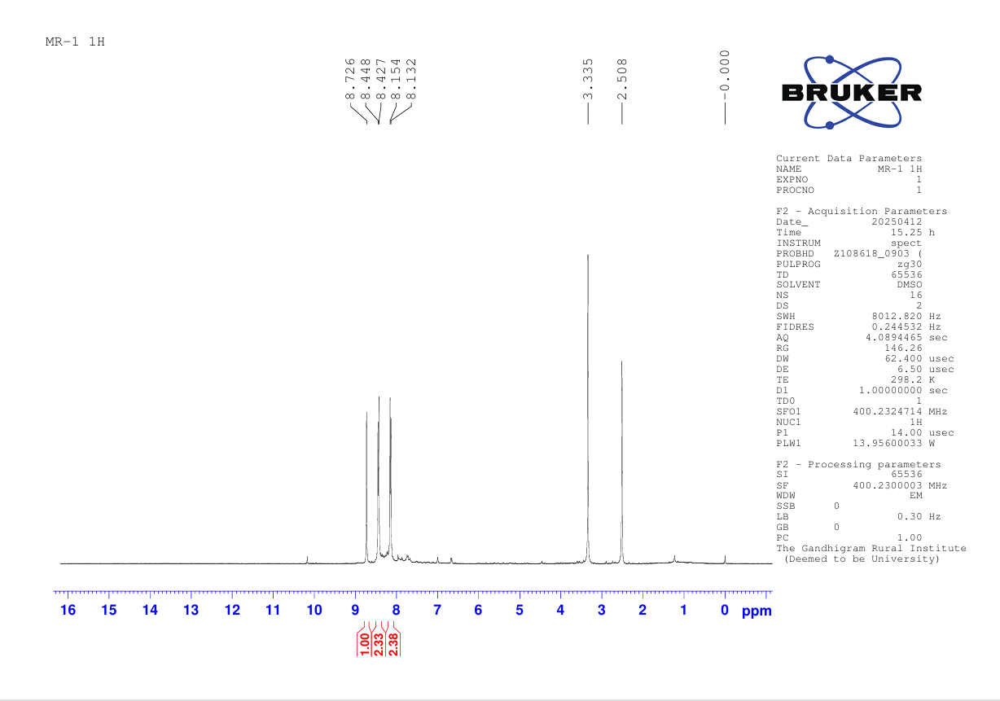 MR-1 1H
8.726
8.448
8.427
8.154
8.132
3.335
2.508
-0.000
BRUKER
Current Data Parameters
NAME MR-1 1H
EXPNO 1
PROCNO 1
F2 - Acquisition Parameters
Date_ 20250412
Time 15.25 h
INSTRUM spect
PROBHD Z108618_0903 (
PULPROG zg30
TD 65536
SOLVENT DMSO
NS 16
DS 2
SWH 8012.820 Hz
FIDRES 0.244532 Hz
AQ 4.0894465 sec
RG 146.26
DW 62.400 usec
DE 6.50 usec
TE 298.2 K
D1 1.00000000 sec
TD0 1
SFO1 400.2324714 MHz
NUC1 1H
P1 14.00 usec
PLW1 13.95600033 W
F2 - Processing parameters
SI 65536
SF 400.2300003 MHz
WDW EM
SSB 0
LB 0.30 Hz
GB 0
PC 1.00
The Gandhigram Rural Institute
(Deemed to be University)
16 15 14 13 12 11 10 9 8 7 6 5 4 3 2 1 0 ppm
1.00
2.33
2.38